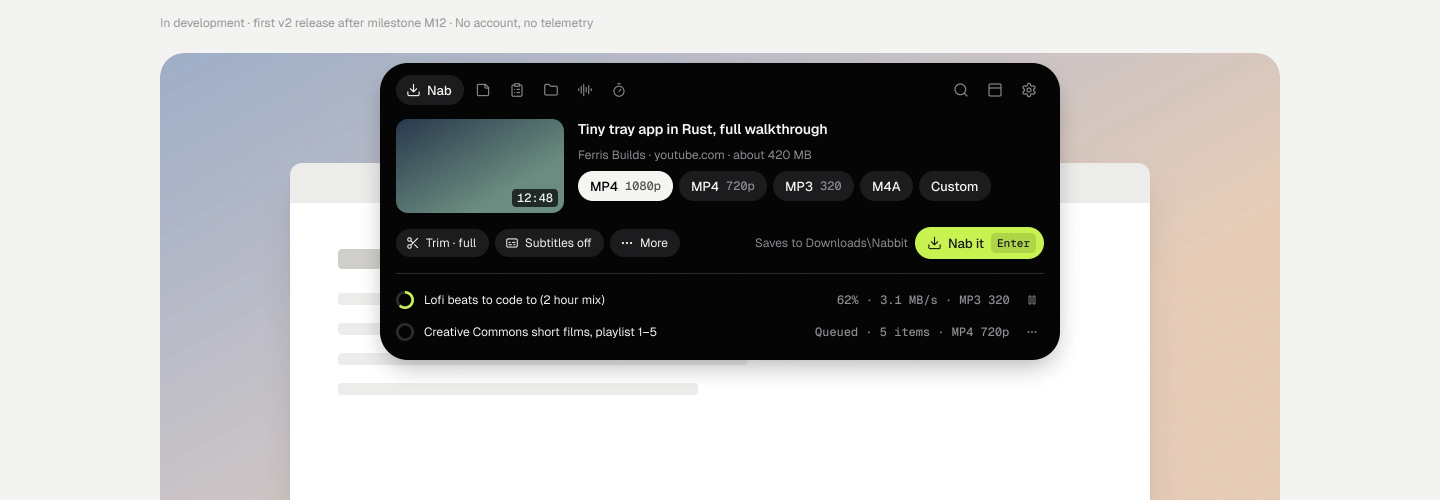 In development · first v2 release after milestone M12 · No account, no telemetry
Nab
Tiny tray app in Rust, full walkthrough
Ferris Builds · youtube.com · about 420 MB
12:48
MP4 1080p MP4 720p MP3 320 M4A Custom
Trim · full Subtitles off More Saves to Downloads\Nabbit Nab it Enter
Lofi beats to code to (2 hour mix) 62% · 3.1 MB/s · MP3 320
Creative Commons short films, playlist 1–5 Queued · 5 items · MP4 720p